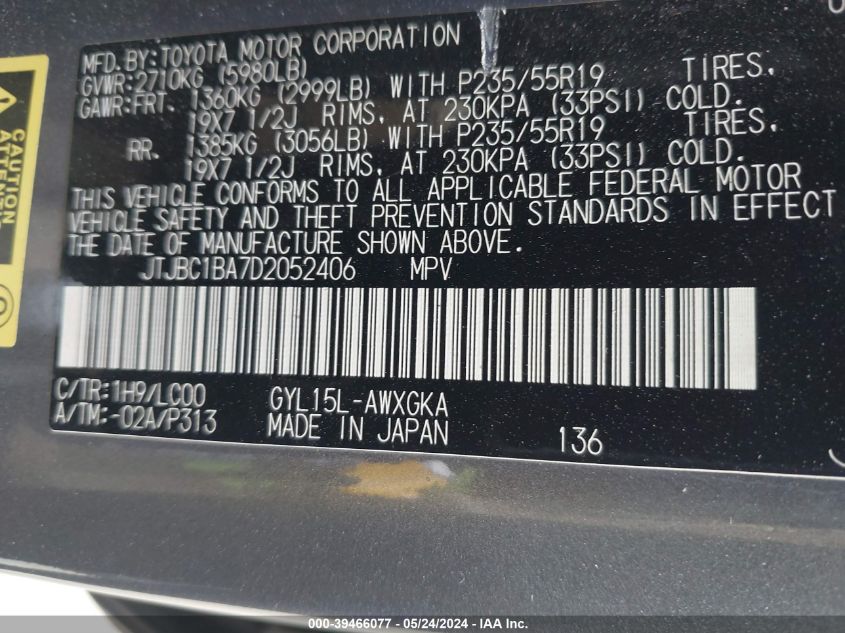 MFD.BY:TOYOTA MOTOR CORPORATION
GVWR:2710KG (5980LB)
GAWR:FRT. 1360KG (2999LB) WITH P235/55R19 TIRES,
19X7 1/2J RIMS, AT 230KPA (33PSI) COLD.
RR. 1385KG (3056LB) WITH P235/55R19 TIRES,
19X7 1/2J RIMS, AT 230KPA (33PSI) COLD.
THIS VEHICLE CONFORMS TO ALL APPLICABLE FEDERAL MOTOR
VEHICLE SAFETY AND THEFT PREVENTION STANDARDS IN EFFECT
THE DATE OF MANUFACTURE SHOWN ABOVE.
JTJBC1BA7D2052406 MPV
C/TR:1H9/LC00 GYL15L-AWXGKA
A/TM:-02A/P313 MADE IN JAPAN 136
CAUTION
000-39466077 - 05/24/2024 - IAA Inc.